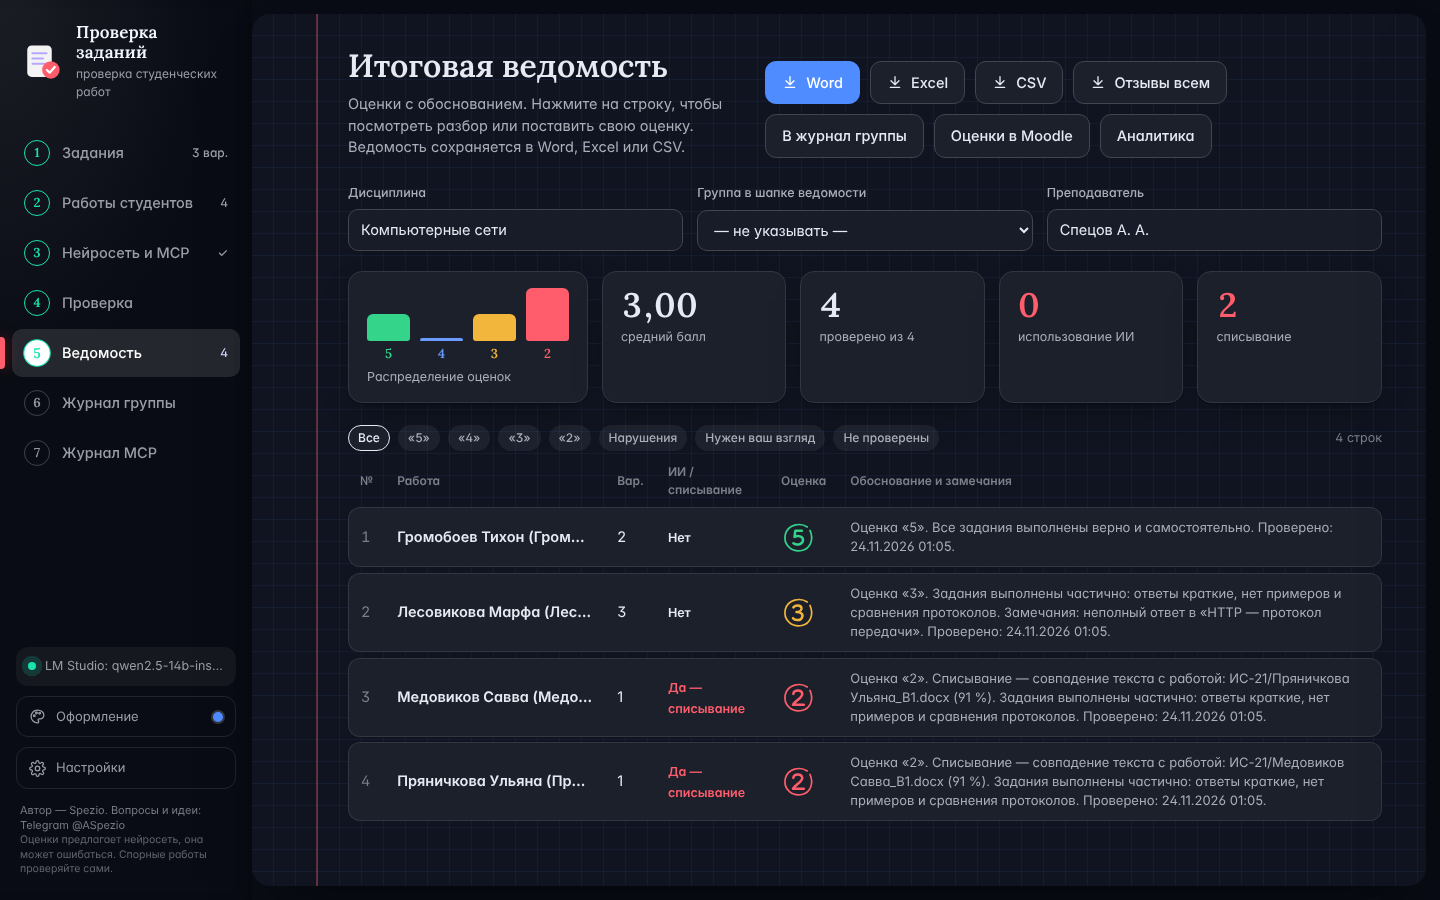 Проверка
заданий
проверка студенческих
работ
1 Задания 3 вар.
2 Работы студентов 4
3 Нейросеть и MCP
4 Проверка
5 Ведомость 4
6 Журнал группы
7 Журнал MCP
LM Studio: qwen2.5-14b-ins...
Оформление
Настройки
Автор — Spezio. Вопросы и идеи:
Telegram @ASpezio
Оценки предлагает нейросеть, она
может ошибаться. Спорные работы
проверяйте сами.
Итоговая ведомость
Оценки с обоснованием. Нажмите на строку, чтобы
посмотреть разбор или поставить свою оценку.
Ведомость сохраняется в Word, Excel или CSV.
Word Excel CSV Отзывы всем
В журнал группы Оценки в Moodle Аналитика
Дисциплина Группа в шапке ведомости Преподаватель
Компьютерные сети — не указывать — Спецов А. А.
5 4 3 2
Распределение оценок
3,00
средний балл
4
проверено из 4
0
использование ИИ
2
списывание
Все «5» «4» «3» «2» Нарушения Нужен ваш взгляд Не проверены 4 строк
№ Работа Вар. ИИ / списывание Оценка Обоснование и замечания
1 Громобоев Тихон (Гром... 2 Нет 5 Оценка «5». Все задания выполнены верно и самостоятельно. Проверено:
24.11.2026 01:05.
2 Лесовикова Марфа (Лес... 3 Нет 3 Оценка «3». Задания выполнены частично: ответы краткие, нет примеров и
сравнения протоколов. Замечания: неполный ответ в «HTTP — протокол
передачи». Проверено: 24.11.2026 01:05.
3 Медовиков Савва (Медо... 1 Да — списывание 2 Оценка «2». Списывание — совпадение текста с работой: ИС-21/Пряничкова
Ульяна_В1.docx (91 %). Задания выполнены частично: ответы краткие, нет
примеров и сравнения протоколов. Проверено: 24.11.2026 01:05.
4 Пряничкова Ульяна (Пр... 1 Да — списывание 2 Оценка «2». Списывание — совпадение текста с работой: ИС-21/Медовиков
Савва_В1.docx (91 %). Задания выполнены частично: ответы краткие, нет
примеров и сравнения протоколов. Проверено: 24.11.2026 01:05.